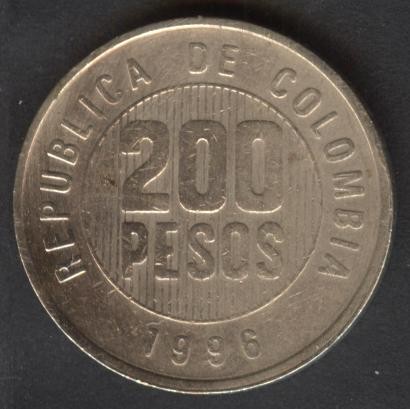 REPUBLICA DE COLOMBIA
200
PESOS
1996